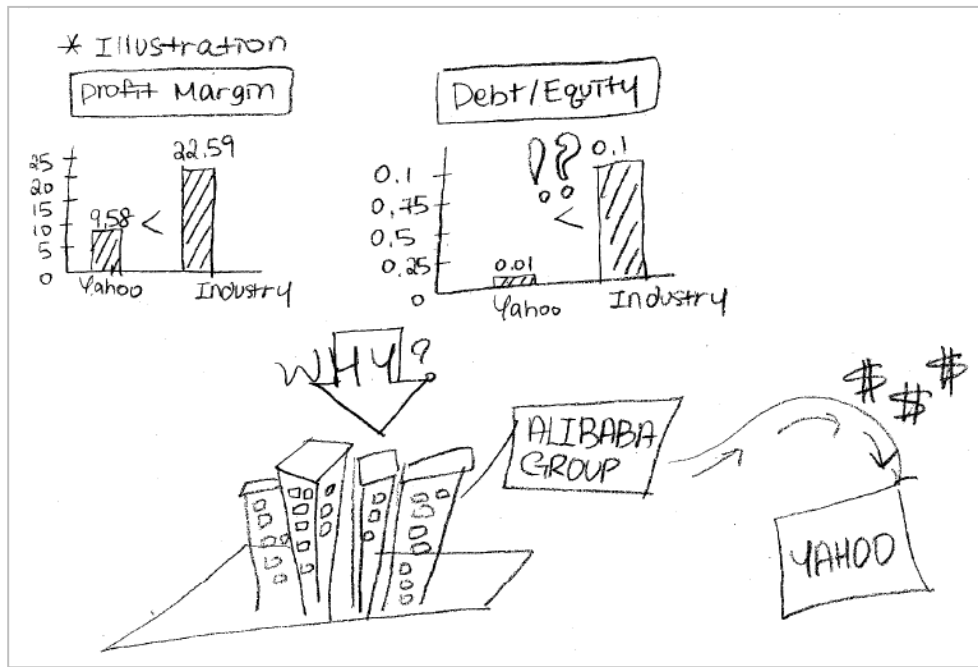 * Illustration
Profit Margin
25
20
15
10
5
0
9.58
<
22.59
Yahoo
Industry
Debt/Equity
0.1
0.75
0.5
0.25
0
0.01
!?
<
0.1
Yahoo
Industry
WHY?
ALIBABA
GROUP
$ $ $
YAHOO